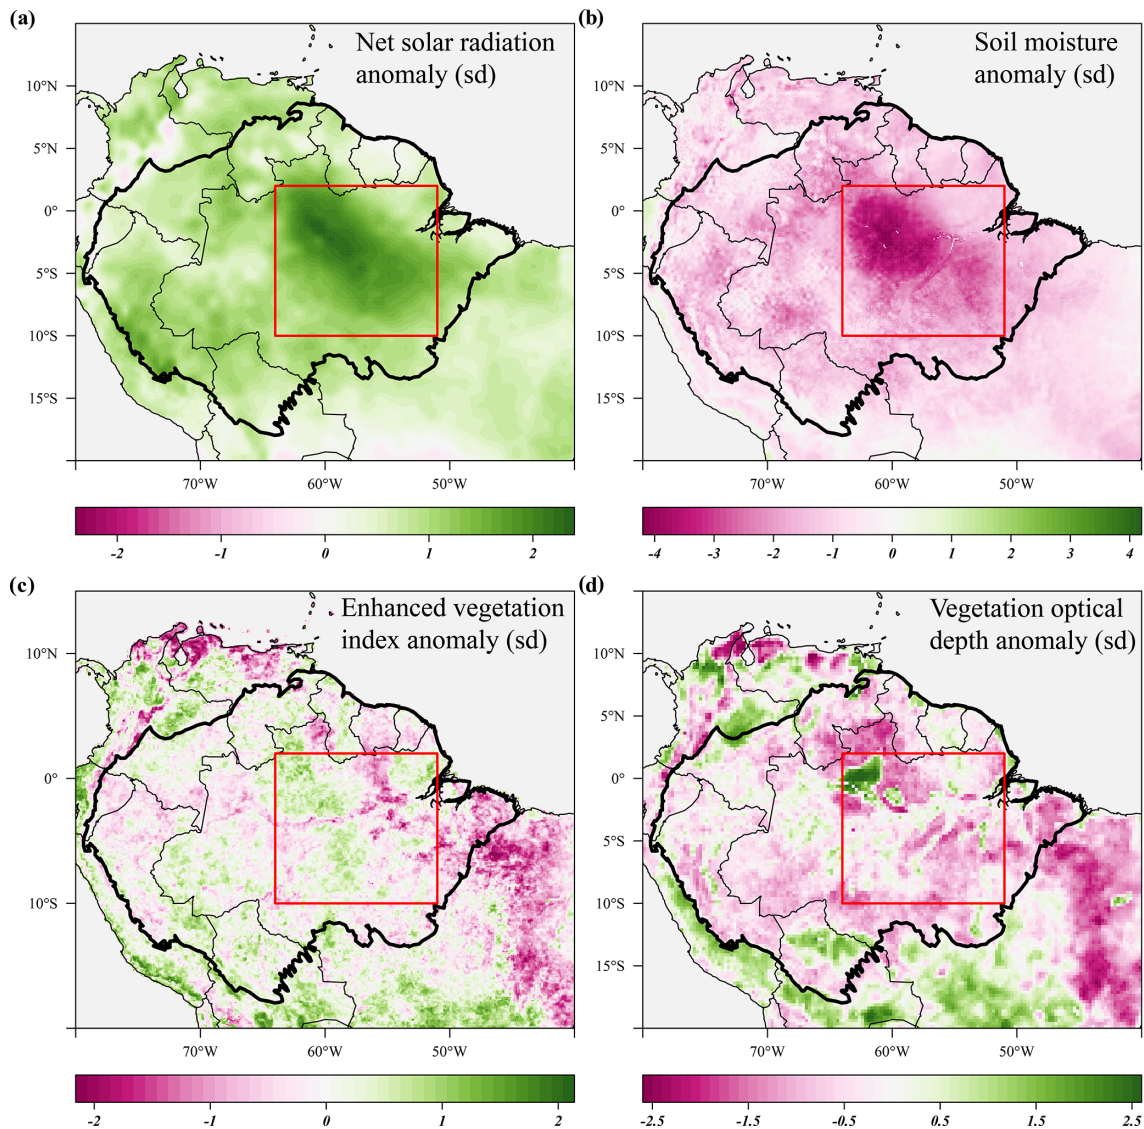 (a)
Net solar radiation
anomaly (sd)
10°N
5°N
0°
5°S
10°S
15°S
70°W 60°W 50°W
-2 -1 0 1 2
(b)
Soil moisture
anomaly (sd)
10°N
5°N
0°
5°S
10°S
15°S
70°W 60°W 50°W
-4 -3 -2 -1 0 1 2 3 4
(c)
Enhanced vegetation
index anomaly (sd)
10°N
5°N
0°
5°S
10°S
70°W 60°W 50°W
-2 -1 0 1 2
(d)
Vegetation optical
depth anomaly (sd)
10°N
5°N
0°
5°S
10°S
15°S
70°W 60°W 50°W
-2.5 -1.5 -0.5 0.5 1.5 2.5